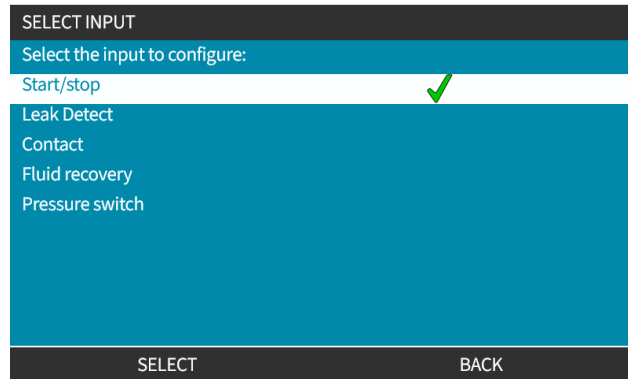 SELECT INPUT
Select the input to configure:
Start/stop
Leak Detect
Contact
Fluid recovery
Pressure switch
SELECT BACK